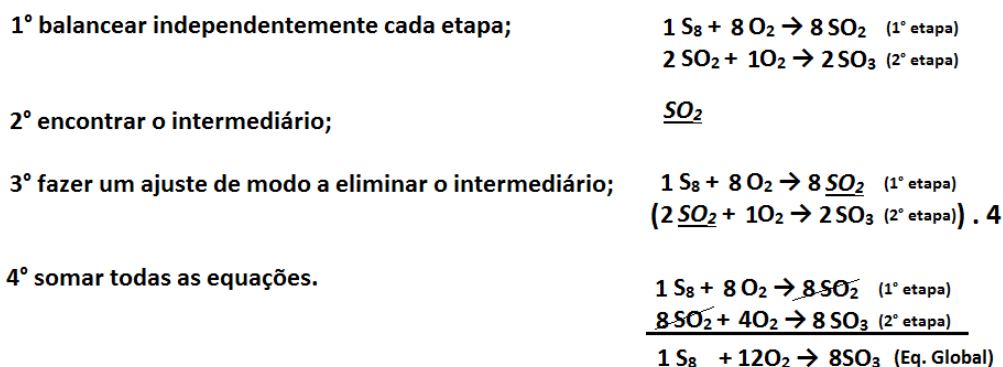 1° balancear independentemente cada etapa;
1 S₈ + 8 O₂ → 8 SO₂ (1° etapa)
2 SO₂ + 1O₂ → 2 SO₃ (2° etapa)
2° encontrar o intermediário;
SO₂
3° fazer um ajuste de modo a eliminar o intermediário;
1 S₈ + 8 O₂ → 8 SO₂ (1° etapa)
(2 SO₂ + 1O₂ → 2 SO₃ (2° etapa)) . 4
4° somar todas as equações.
1 S₈ + 8 O₂ → 8 SO₂ (1° etapa)
8 SO₂ + 4O₂ → 8 SO₃ (2° etapa)
1 S₈ + 12O₂ → 8SO₃ (Eq. Global)